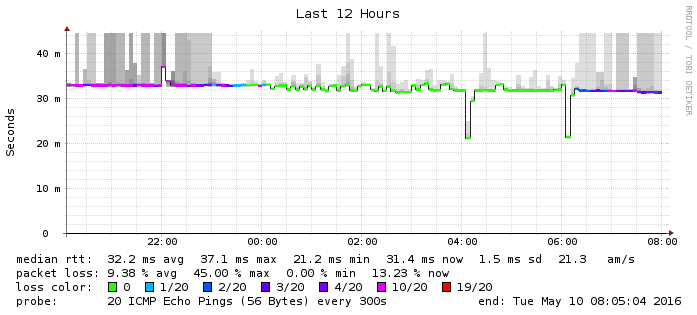 Last 12 Hours
RRDTOOL / TOBI OETIKER
Seconds
40 m
30 m
20 m
10 m
0
22:00 00:00 02:00 04:00 06:00 08:00
median rtt: 32.2 ms avg 37.1 ms max 21.2 ms min 31.4 ms now 1.5 ms sd 21.3 am/s
packet loss: 9.38 % avg 45.00 % max 0.00 % min 13.23 % now
loss color: 0 1/20 2/20 3/20 4/20 10/20 19/20
probe: 20 ICMP Echo Pings (56 Bytes) every 300s end: Tue May 10 08:05:04 2016